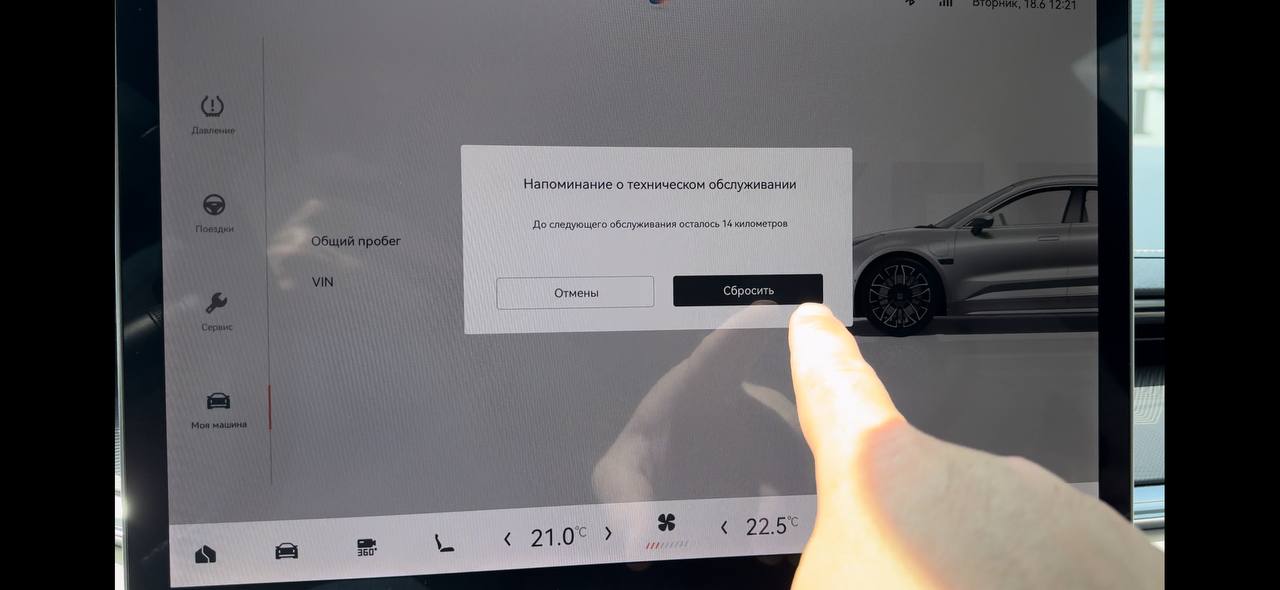 Вторник, 18.6 12:21
Давление
Поездки
Сервис
Моя машина
Общий пробег
VIN
Напоминание о техническом обслуживании
До следующего обслуживания осталось 14 километров
Отмены
Сбросить
360°
21.0°C
22.5°C